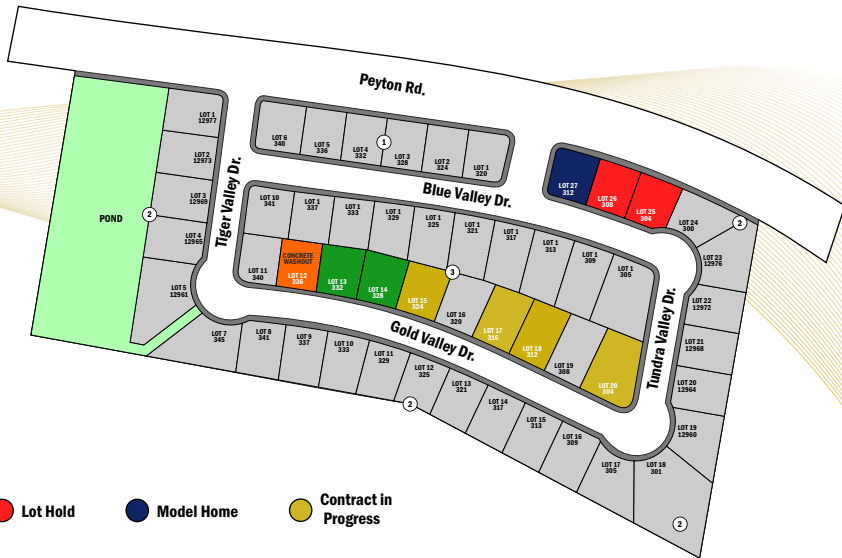 Peyton Rd.
LOT 6
340
LOT 5
336
LOT 4
332
1
LOT 3
328
LOT 2
324
LOT 1
320
Blue Valley Dr.
LOT 27
312
LOT 26
308
LOT 25
304
LOT 24
300
2
LOT 1
12977
LOT 2
12973
LOT 3
12969
LOT 4
12965
LOT 5
12961
POND
2
Tiger Valley Dr.
LOT 10
341
LOT 1
337
LOT 1
333
LOT 1
329
LOT 1
325
LOT 1
321
LOT 1
317
LOT 1
313
LOT 1
309
LOT 1
305
LOT 11
340
CONCRETE
WASHOUT
LOT 12
336
LOT 13
332
LOT 14
328
LOT 15
324
3
LOT 16
320
LOT 17
316
LOT 18
312
LOT 19
308
LOT 20
304
Gold Valley Dr.
Tundra Valley Dr.
LOT 23
12976
LOT 22
12972
LOT 21
12968
LOT 20
12964
LOT 19
12960
LOT 7
345
LOT 8
341
LOT 9
337
LOT 10
333
LOT 11
329
LOT 12
325
2
LOT 13
321
LOT 14
317
LOT 15
313
LOT 16
309
LOT 17
305
LOT 18
301
2
Lot Hold
Model Home
Contract in
Progress